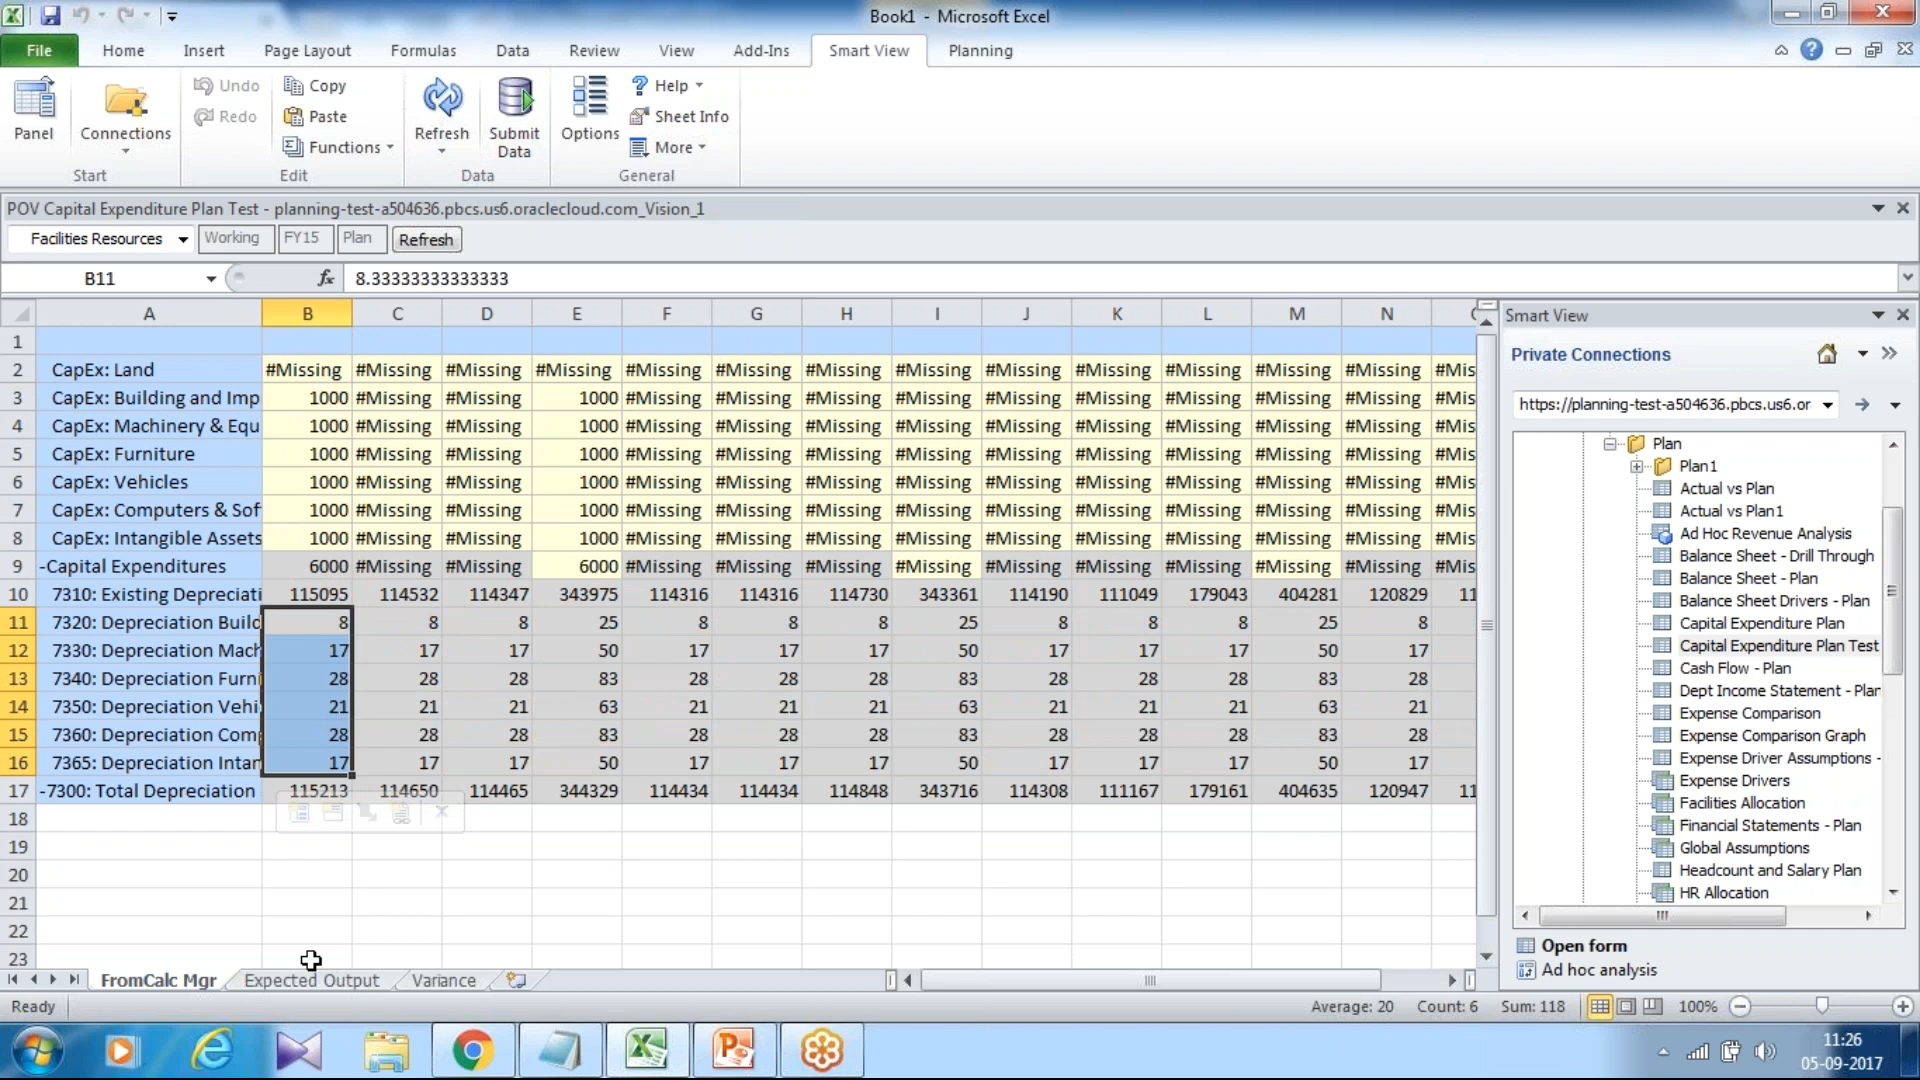 Book1 - Microsoft Excel
File Home Insert Page Layout Formulas Data Review View Add-Ins Smart View Planning
Panel Connections Undo Redo Copy Paste Functions Refresh Submit Data Options Help Sheet Info More
Start Edit Data General
POV Capital Expenditure Plan Test - planning-test-a504636.pbcs.us6.oraclecloud.com_Vision_1
Facilities Resources Working FY15 Plan Refresh
B11 fx 8.33333333333333
A B C D E F G H I J K L M N
1
2 CapEx: Land #Missing #Missing #Missing #Missing #Missing #Missing #Missing #Missing #Missing #Missing #Missing #Missing #Missing #Mis
3 CapEx: Building and Imp 1000 #Missing #Missing 1000 #Missing #Missing #Missing #Missing #Missing #Missing #Missing #Missing #Missing #Mis
4 CapEx: Machinery & Equ 1000 #Missing #Missing 1000 #Missing #Missing #Missing #Missing #Missing #Missing #Missing #Missing #Missing #Mis
5 CapEx: Furniture 1000 #Missing #Missing 1000 #Missing #Missing #Missing #Missing #Missing #Missing #Missing #Missing #Missing #Mis
6 CapEx: Vehicles 1000 #Missing #Missing 1000 #Missing #Missing #Missing #Missing #Missing #Missing #Missing #Missing #Missing #Mis
7 CapEx: Computers & Sof 1000 #Missing #Missing 1000 #Missing #Missing #Missing #Missing #Missing #Missing #Missing #Missing #Missing #Mis
8 CapEx: Intangible Assets 1000 #Missing #Missing 1000 #Missing #Missing #Missing #Missing #Missing #Missing #Missing #Missing #Missing #Mis
9 -Capital Expenditures 6000 #Missing #Missing 6000 #Missing #Missing #Missing #Missing #Missing #Missing #Missing #Missing #Missing #Mis
10 7310: Existing Depreciati 115095 114532 114347 343975 114316 114316 114730 343361 114190 111049 179043 404281 120829 11
11 7320: Depreciation Build 8 8 8 25 8 8 8 25 8 8 8 25 8
12 7330: Depreciation Mach 17 17 17 50 17 17 17 50 17 17 17 50 17
13 7340: Depreciation Furni 28 28 28 83 28 28 28 83 28 28 28 83 28
14 7350: Depreciation Vehi 21 21 21 63 21 21 21 63 21 21 21 63 21
15 7360: Depreciation Com 28 28 28 83 28 28 28 83 28 28 28 83 28
16 7365: Depreciation Intan 17 17 17 50 17 17 17 50 17 17 17 50 17
17 -7300: Total Depreciation 115213 114650 114465 344329 114434 114434 114848 343716 114308 111167 179161 404635 120947 11
18
19
20
21
22
23
FromCalc Mgr Expected Output Variance
Ready Average: 20 Count: 6 Sum: 118 100%
Smart View
Private Connections
https://planning-test-a504636.pbcs.us6.or
Plan
Plan1
Actual vs Plan
Actual vs Plan1
Ad Hoc Revenue Analysis
Balance Sheet - Drill Through
Balance Sheet - Plan
Balance Sheet Drivers - Plan
Capital Expenditure Plan
Capital Expenditure Plan Test
Cash Flow - Plan
Dept Income Statement - Plan
Expense Comparison
Expense Comparison Graph
Expense Driver Assumptions -
Expense Drivers
Facilities Allocation
Financial Statements - Plan
Global Assumptions
Headcount and Salary Plan
HR Allocation
Open form
Ad hoc analysis
11:26
05-09-2017